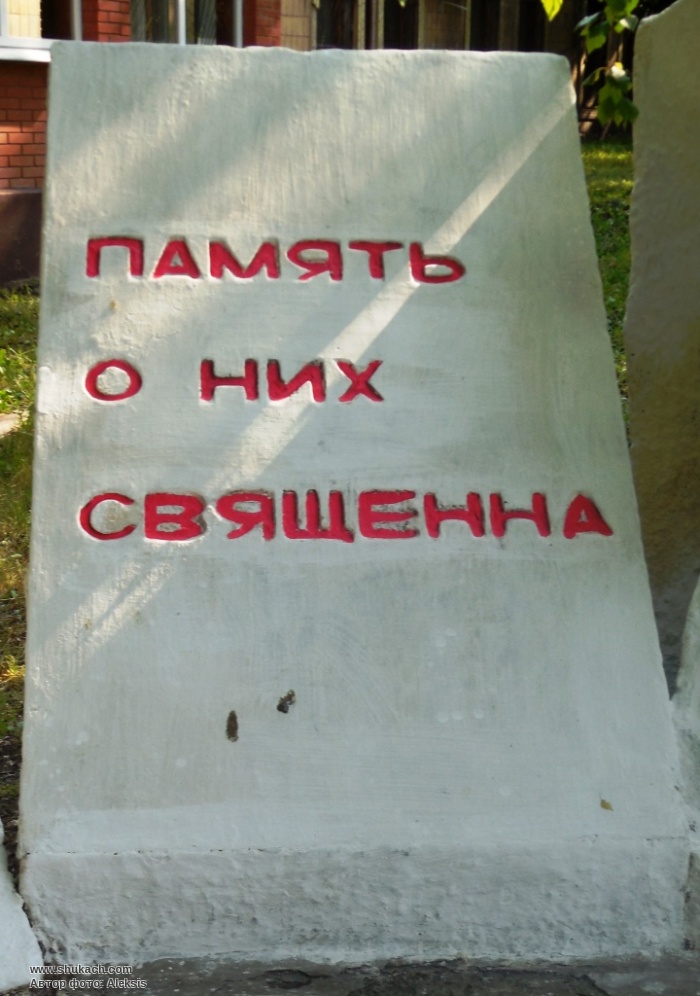 ПАМЯТЬ
О НИХ
СВЯЩЕННА
www.shukach.com
Автор фото: Aleksis